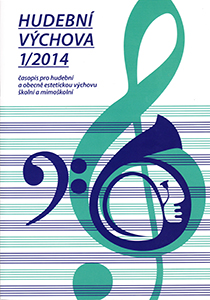 HUDEBNÍ
VÝCHOVA
1/2014
časopis pro hudební
a obecně estetickou výchovu
školní a mimoškolní